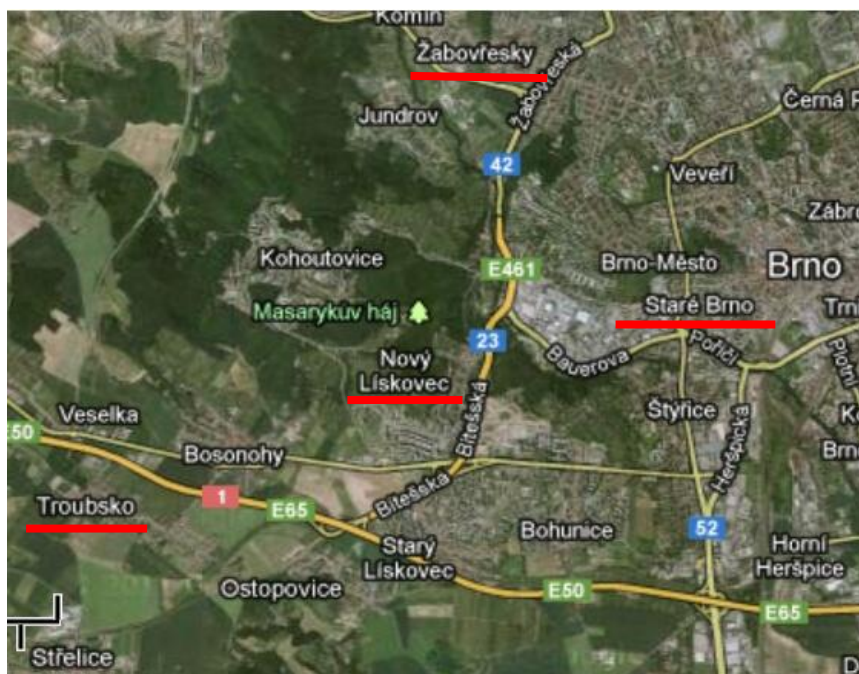 Komín
Žabovřesky
Žabovřeská
Jundrov
Černá P
42
Veveří
Zábro
Kohoutovice
E461
Brno-Město
Brno
Masarykův háj
Staré Brno
Trn
23
Bauerova
Poříčí
Plotní
Nový
Lískovec
Bítešská
Štýřice
Heršpická
Veselka
Bosonohy
E50
Brn
1
E65
Bítešská
Troubsko
Starý
Lískovec
Bohunice
52
Horní
Heršpice
Ostopovice
E50
E65
Střelice
D